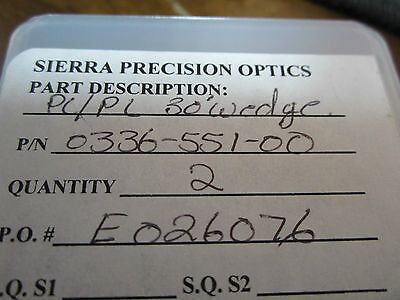 SIERRA PRECISION OPTICS
PART DESCRIPTION:
PL/PL 30' wedge
P/N 0336-551-00
QUANTITY 2
P.O. # E026076
S.Q. S1 S.Q. S2